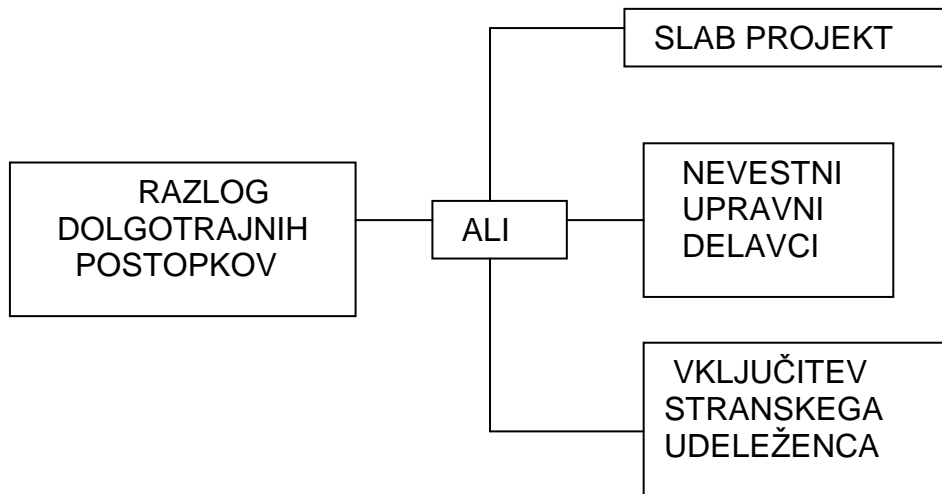 RAZLOG
DOLGOTRAJNIH
POSTOPKOV
ALI
SLAB PROJEKT
NEVESTNI
UPRAVNI
DELAVCI
VKLJUČITEV
STRANSKEGA
UDELEŽENCA